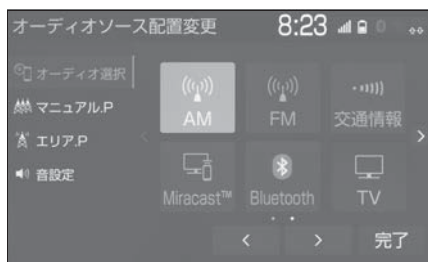 オーディオソース配置変更 8:23
オーディオ選択
マニュアル.P
エリア.P
音設定
AM FM 交通情報
Miracast™ Bluetooth TV
完了